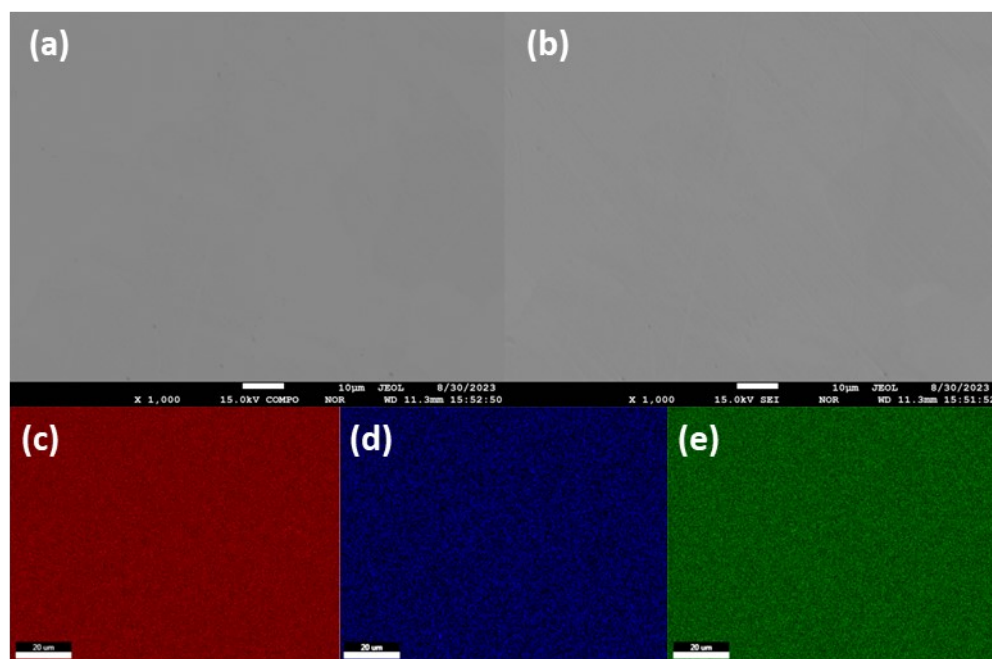 (a)
(b)
10µm JEOL 8/30/2023
X 1,000 15.0kV COMPO NOR WD 11.3mm 15:52:50
10µm JEOL 8/30/2023
X 1,000 15.0kV SEI NOR WD 11.3mm 15:51:52
(c)
(d)
(e)
20 um
20 um
20 um